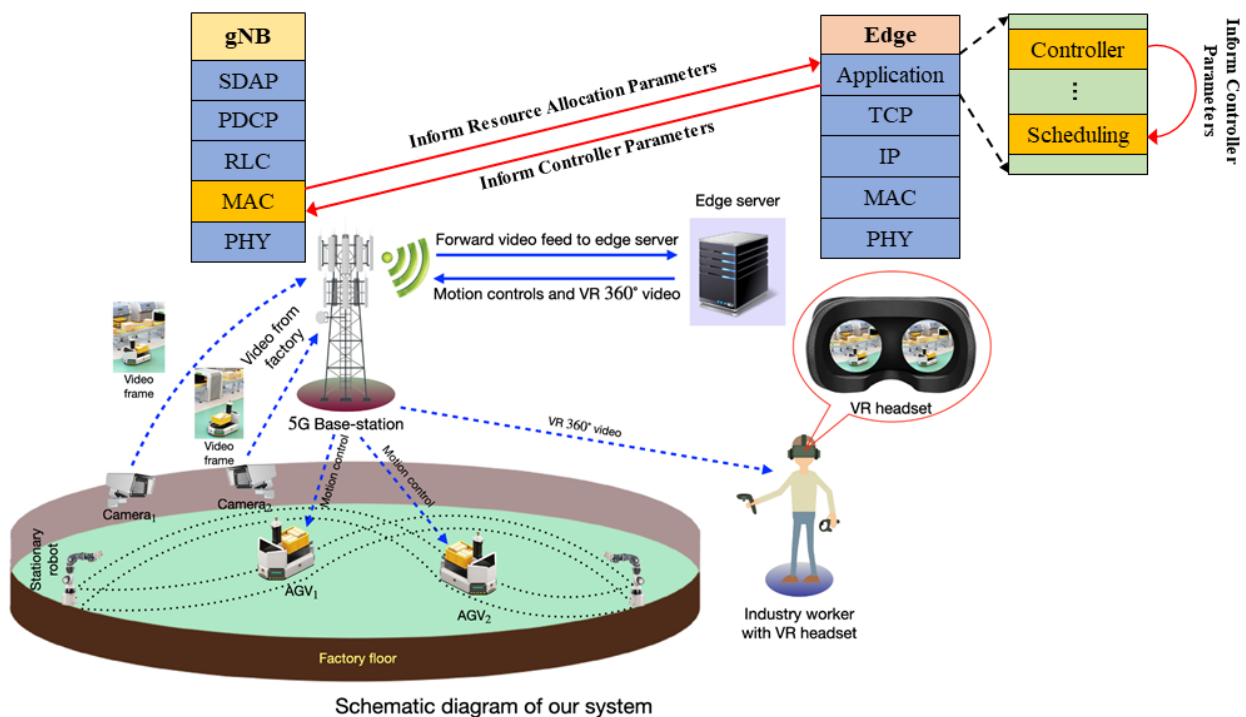 gNB
SDAP
PDCP
RLC
MAC
PHY
Inform Resource Allocation Parameters
Inform Controller Parameters
Edge
Application
TCP
IP
MAC
PHY
Controller
⋮
Scheduling
Inform Controller
Parameters
Edge server
Forward video feed to edge server
Motion controls and VR 360° video
Video from
factory
Video
frame
Video
frame
5G Base-station
VR 360° video
VR headset
Motion control
Motion control
Camera₁
Camera₂
Stationary
robot
AGV₁
AGV₂
Industry worker
with VR headset
Factory floor
Schematic diagram of our system